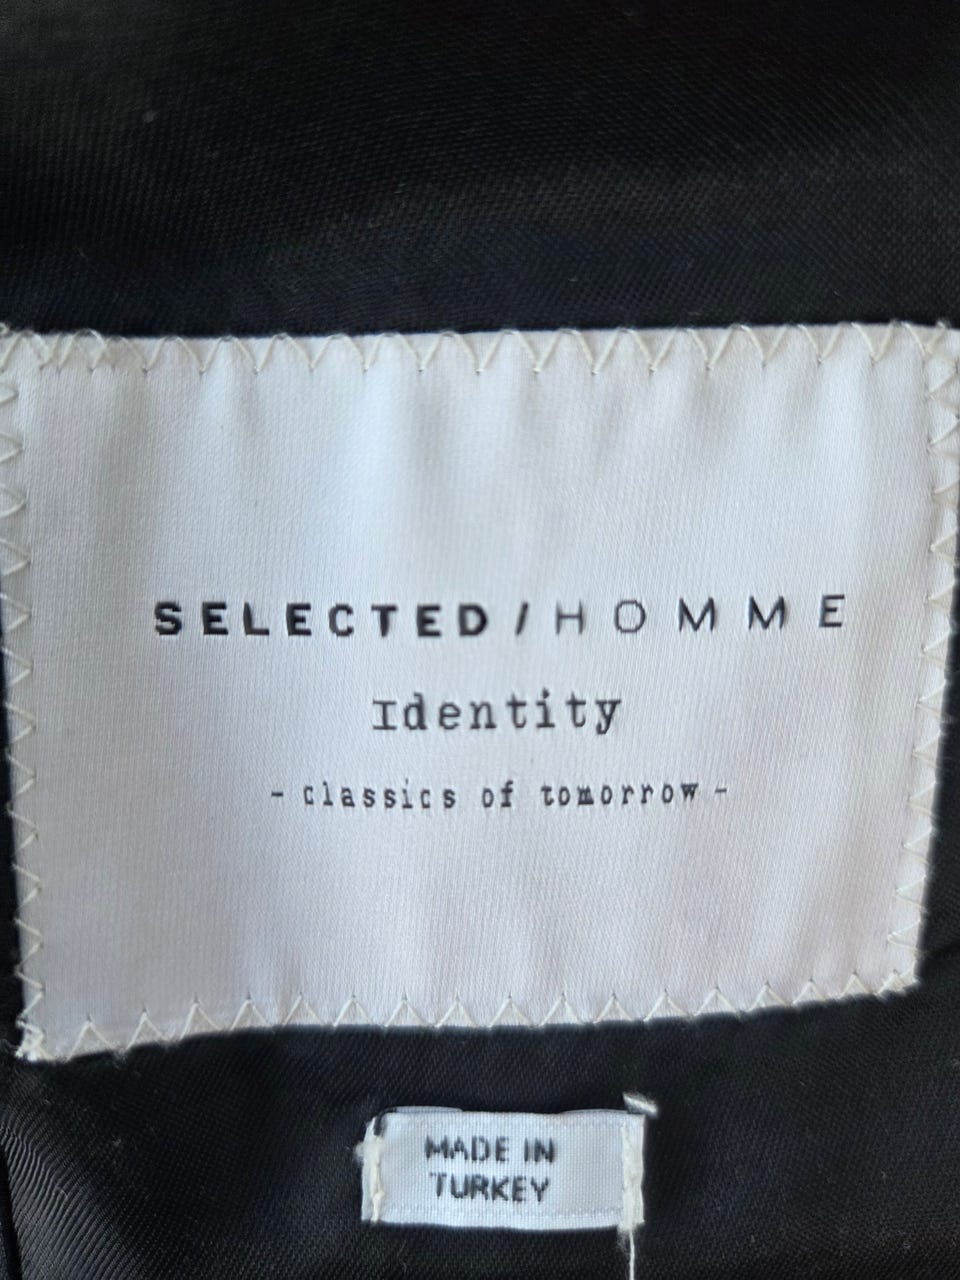 SELECTED/HOMME
Identity
- classics of tomorrow -
MADE IN
TURKEY